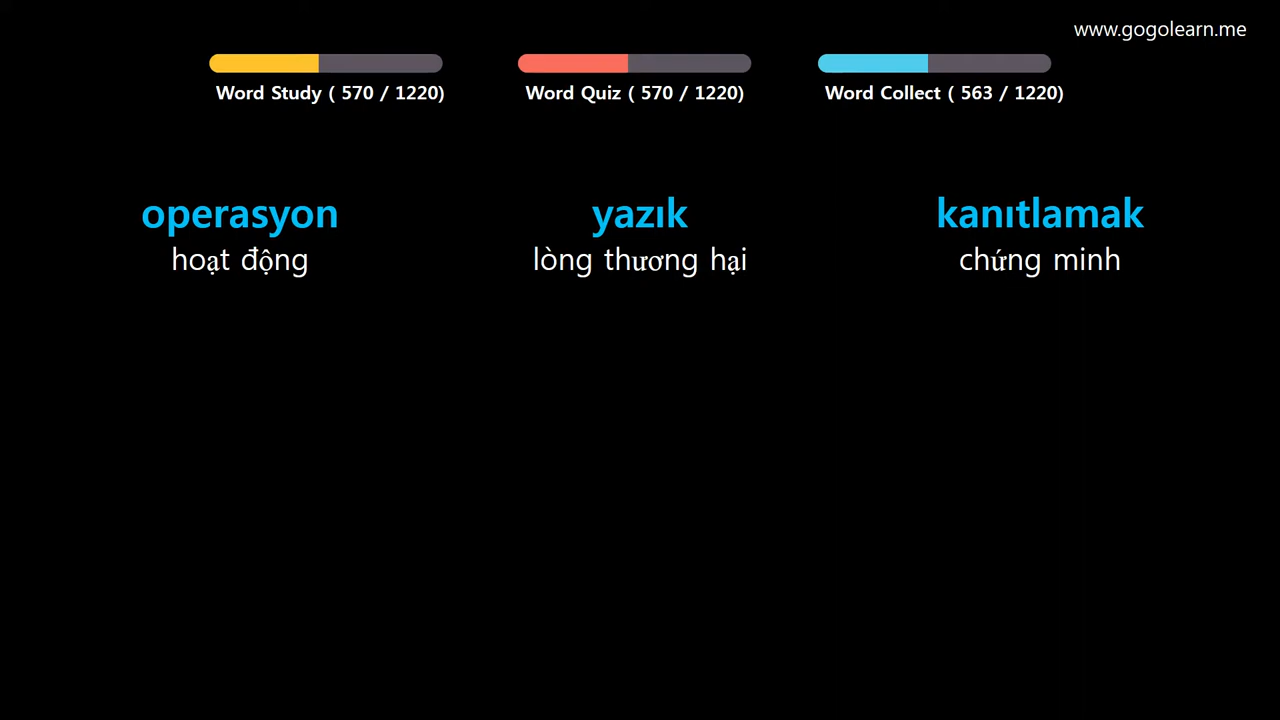 www.gogolearn.me
Word Study ( 570 / 1220)
Word Quiz ( 570 / 1220)
Word Collect ( 563 / 1220)
operasyon
hoạt động
yazık
lòng thương hại
kanıtlamak
chứng minh